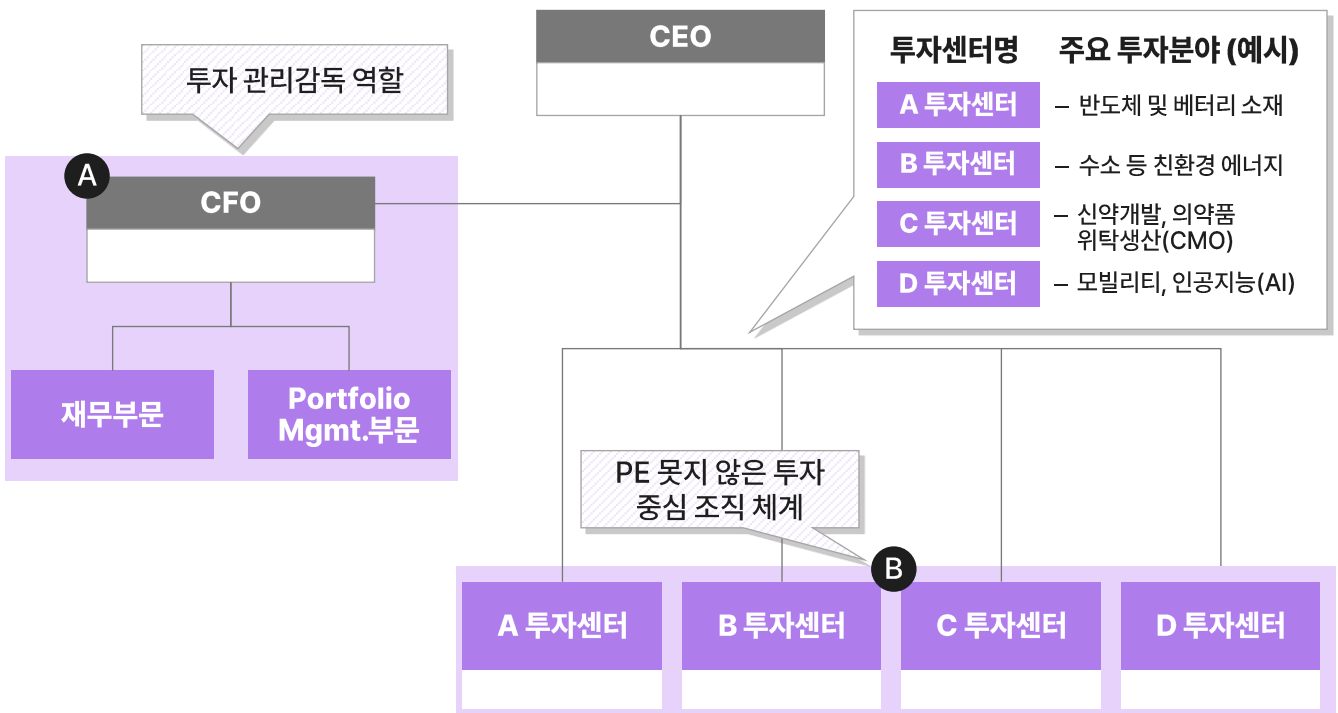 CEO
투자 관리감독 역할
A
CFO
재무부문
Portfolio
Mgmt.부문
투자센터명 주요 투자분야 (예시)
A 투자센터 – 반도체 및 베터리 소재
B 투자센터 – 수소 등 친환경 에너지
C 투자센터 – 신약개발, 의약품
위탁생산(CMO)
D 투자센터 – 모빌리티, 인공지능(AI)
PE 못지 않은 투자
중심 조직 체계
B
A 투자센터
B 투자센터
C 투자센터
D 투자센터